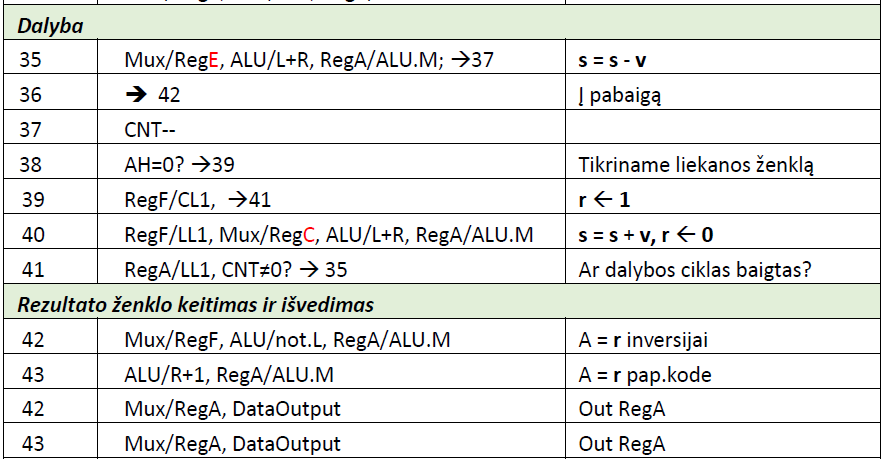 Dalyba
35 Mux/RegE, ALU/L+R, RegA/ALU.M; →37 s = s - v
36 → 42 Į pabaigą
37 CNT--
38 AH=0? →39 Tikriname liekanos ženklą
39 RegF/CL1, →41 r ← 1
40 RegF/LL1, Mux/RegC, ALU/L+R, RegA/ALU.M s = s + v, r ← 0
41 RegA/LL1, CNT≠0? → 35 Ar dalybos ciklas baigtas?
Rezultato ženklo keitimas ir išvedimas
42 Mux/RegF, ALU/not.L, RegA/ALU.M A = r inversijai
43 ALU/R+1, RegA/ALU.M A = r pap.kode
42 Mux/RegA, DataOutput Out RegA
43 Mux/RegA, DataOutput Out RegA